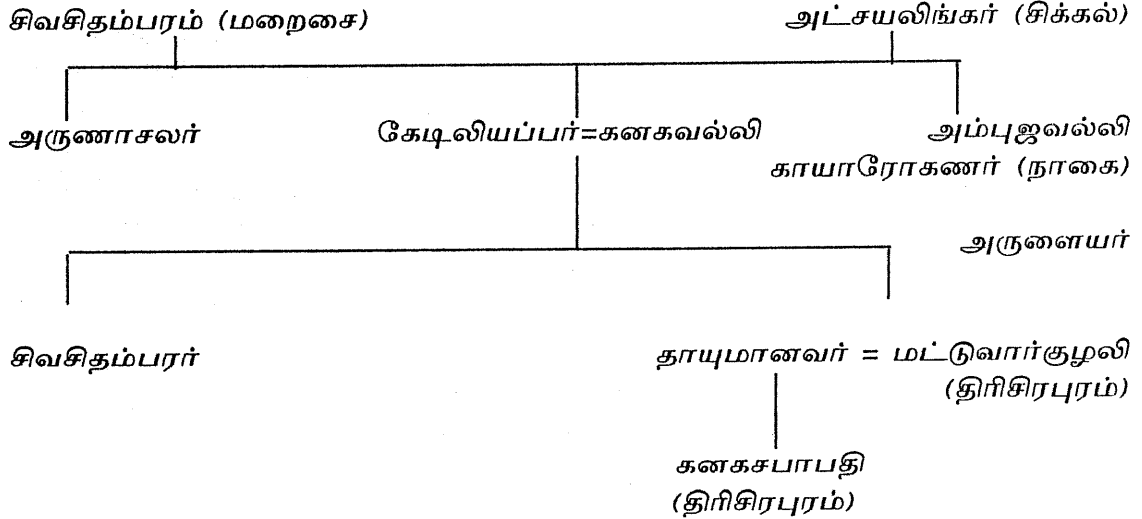 சிவசிதம்பரம் (மறைசை) அட்சயலிங்கர் (சிக்கல்)
அருணாசலர் கேடிலியப்பர்=கனகவல்லி அம்புஜவல்லி
காயாரோகணர் (நாகை)
அருளையர்
சிவசிதம்பரர் தாயுமானவர் = மட்டுவார்குழலி
(திரிசிரபுரம்)
கனகசபாபதி
(திரிசிரபுரம்)